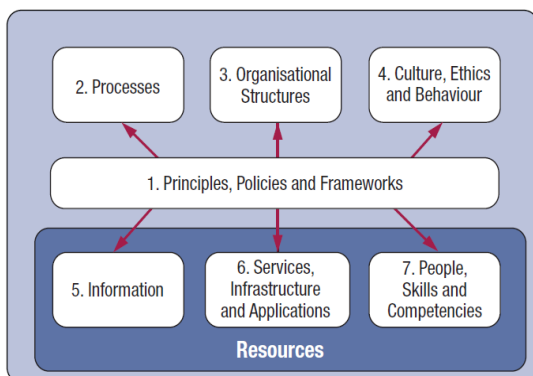 2. Processes
3. Organisational
Structures
4. Culture, Ethics
and Behaviour
1. Principles, Policies and Frameworks
5. Information
6. Services,
Infrastructure
and Applications
7. People,
Skills and
Competencies
Resources